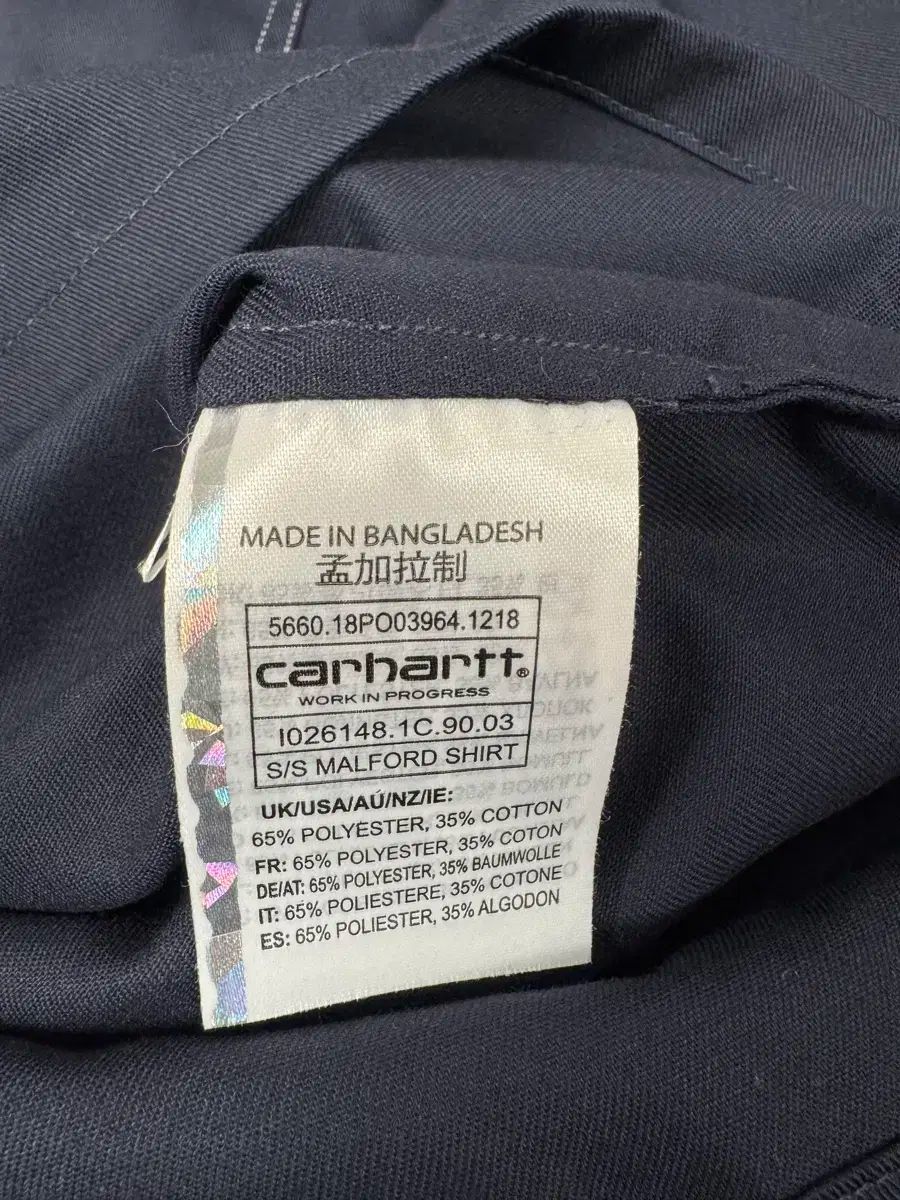 MADE IN BANGLADESH
孟加拉制
5660.18PO03964.1218
carhartt®
WORK IN PROGRESS
I026148.1C.90.03
S/S MALFORD SHIRT
UK/USA/AU/NZ/IE:
65% POLYESTER, 35% COTTON
FR: 65% POLYESTER, 35% COTON
DE/AT: 65% POLYESTER, 35% BAUMWOLLE
IT: 65% POLIESTERE, 35% COTONE
ES: 65% POLIESTER, 35% ALGODON